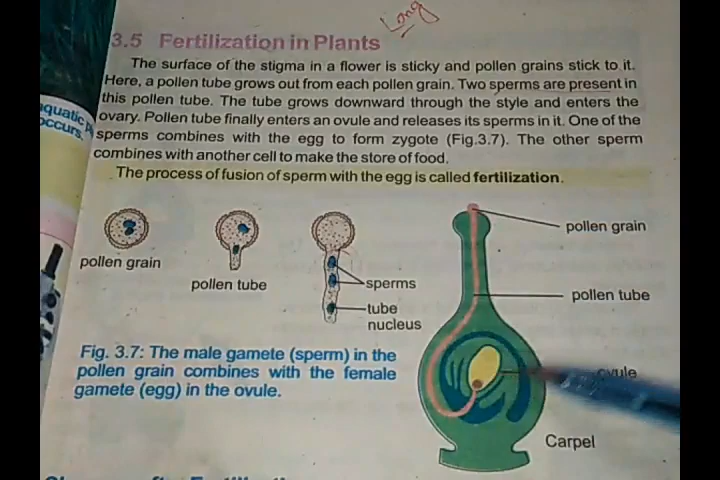 Long
3.5 Fertilization in Plants
The surface of the stigma in a flower is sticky and pollen grains stick to it.
Here, a pollen tube grows out from each pollen grain. Two sperms are present in
this pollen tube. The tube grows downward through the style and enters the
ovary. Pollen tube finally enters an ovule and releases its sperms in it. One of the
sperms combines with the egg to form zygote (Fig.3.7). The other sperm
combines with another cell to make the store of food.
The process of fusion of sperm with the egg is called fertilization.
aquatic
occurs.
pollen grain
pollen tube
sperms
tube
nucleus
pollen grain
pollen tube
ovule
Carpel
Fig. 3.7: The male gamete (sperm) in the
pollen grain combines with the female
gamete (egg) in the ovule.